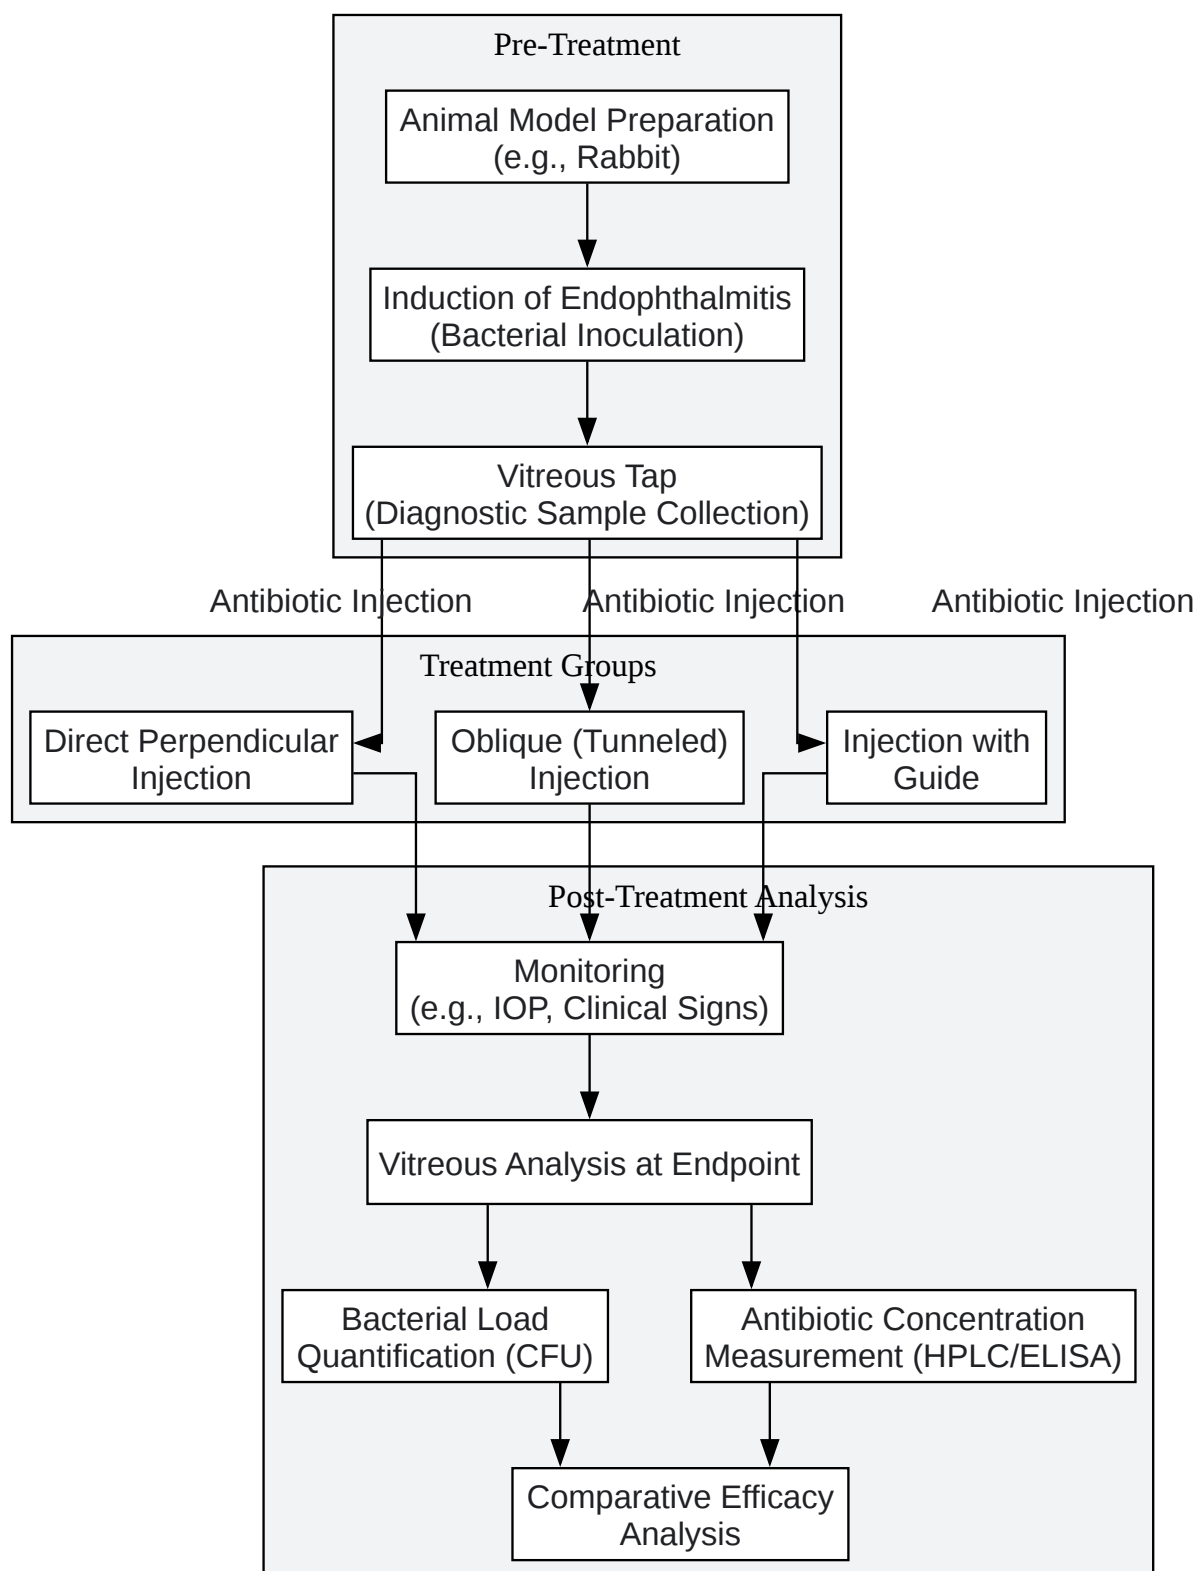 Pre-Treatment
Animal Model Preparation
(e.g., Rabbit)
Induction of Endophthalmitis
(Bacterial Inoculation)
Vitreous Tap
(Diagnostic Sample Collection)
Antibiotic Injection
Antibiotic Injection
Antibiotic Injection
Treatment Groups
Direct Perpendicular
Injection
Oblique (Tunneled)
Injection
Injection with
Guide
Post-Treatment Analysis
Monitoring
(e.g., IOP, Clinical Signs)
Vitreous Analysis at Endpoint
Bacterial Load
Quantification (CFU)
Antibiotic Concentration
Measurement (HPLC/ELISA)
Comparative Efficacy
Analysis